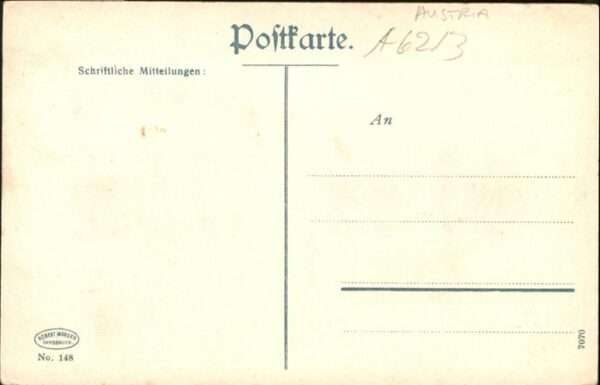 AUSTRIA
Postkarte.
A6213
Schriftliche Mitteilungen:
An
No. 148
7070